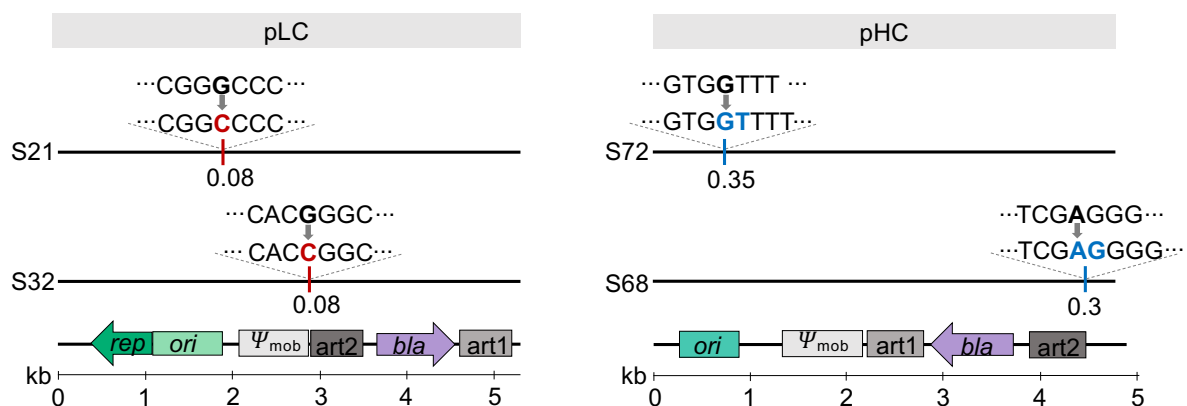 pLC
···CGGGCCC···
···CGGCCCC···
S21
0.08
···CACGGGC···
··· CACCGGC···
S32
0.08
rep
ori
Ψmob
art2
bla
art1
kb
0 1 2 3 4 5
pHC
···GTGGTTT ···
···GTGGTTTT···
S72
0.35
···TCGAGGG···
···TCGAGGGG···
S68
0.3
ori
Ψmob
art1
bla
art2
kb
0 1 2 3 4 5